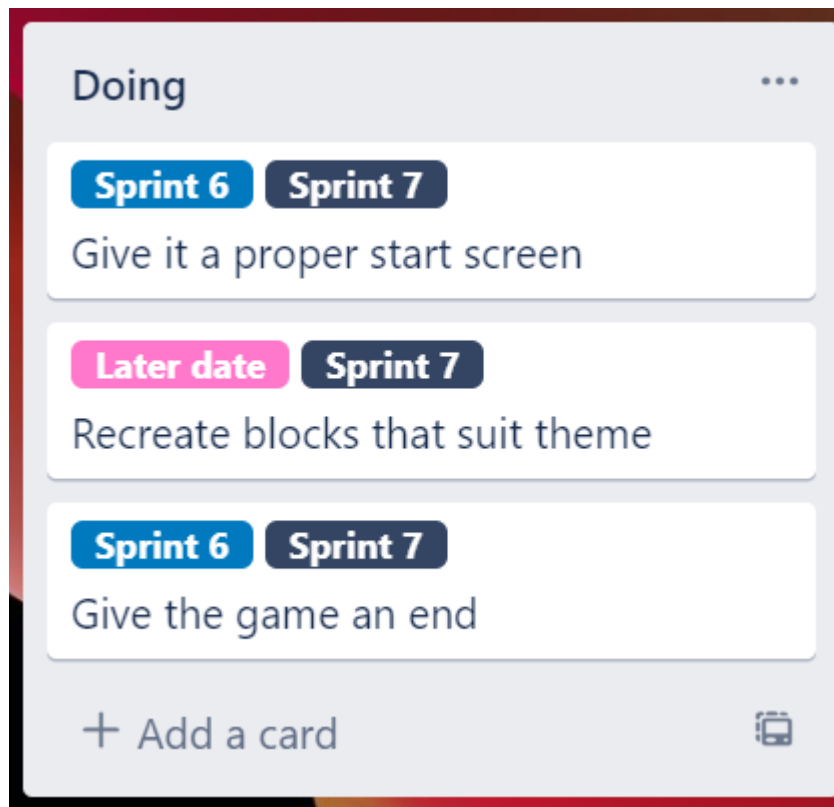 Doing
Sprint 6 Sprint 7
Give it a proper start screen
Later date Sprint 7
Recreate blocks that suit theme
Sprint 6 Sprint 7
Give the game an end
+ Add a card